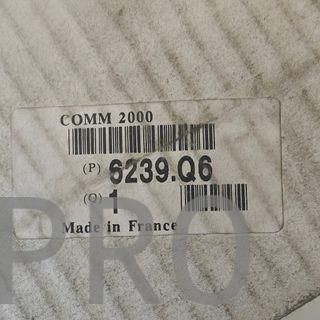 COMM 2000
(P) 6239.Q6
(Q) 1
Made in France
PRO